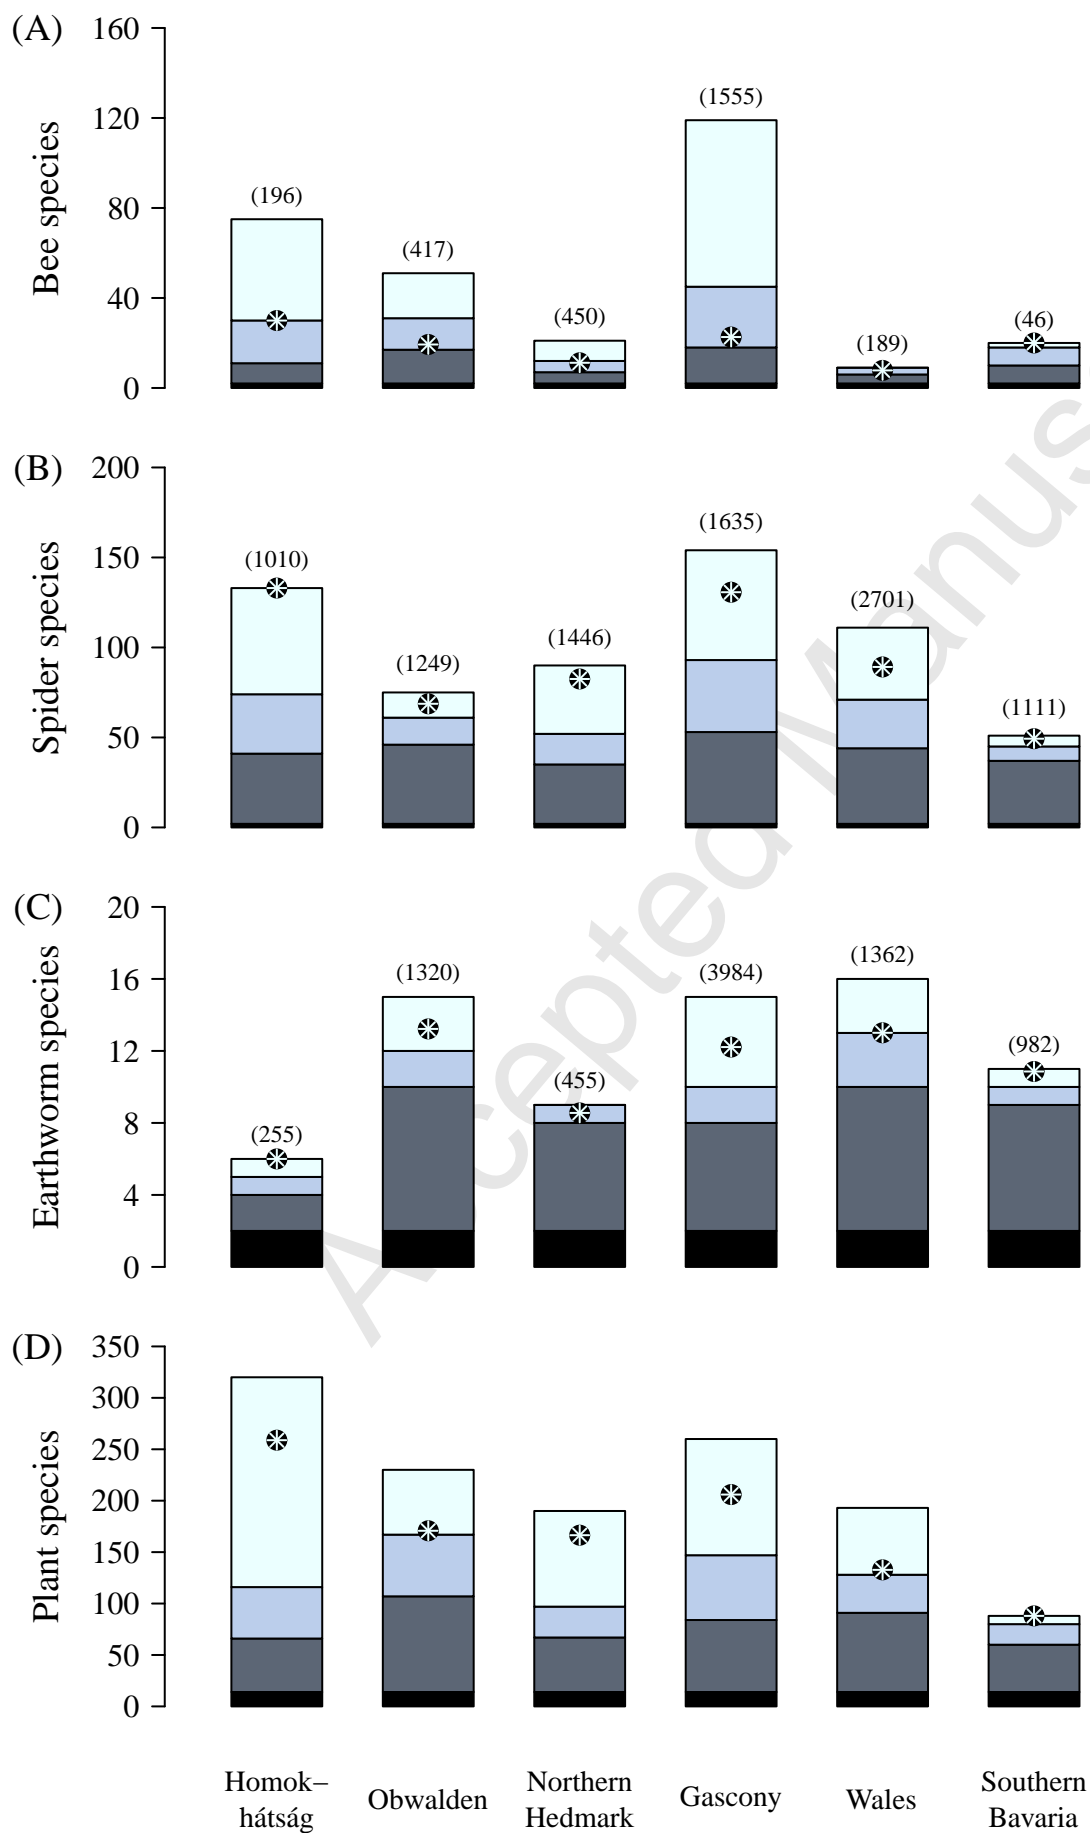 (A)
Bee species
160
120
80
40
0
(196)
(417)
(450)
(1555)
(189)
(46)
(B)
Spider species
200
150
100
50
0
(1010)
(1249)
(1446)
(1635)
(2701)
(1111)
(C)
Earthworm species
20
16
12
8
4
0
(255)
(1320)
(455)
(3984)
(1362)
(982)
(D)
Plant species
350
300
250
200
150
100
50
0
Homok–
hátság
Obwalden
Northern
Hedmark
Gascony
Wales
Southern
Bavaria
Accepted Manus